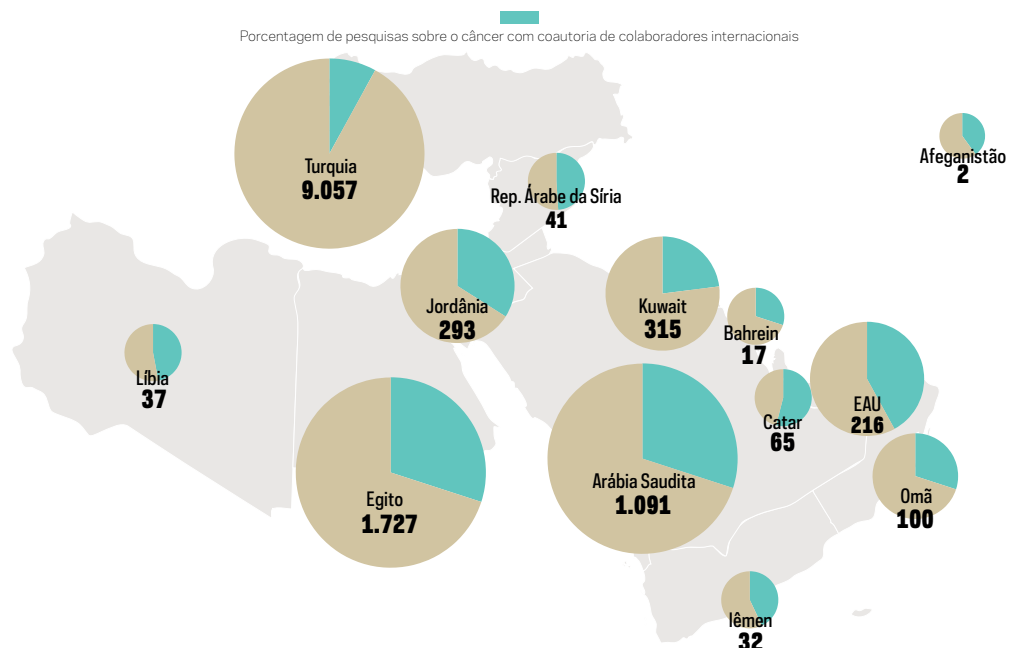 Porcentagem de pesquisas sobre o câncer com coautoria de colaboradores internacionais
Turquia
9.057
Afeganistão
2
Rep. Árabe da Síria
41
Jordânia
293
Kuwait
315
Bahrein
17
Líbia
37
EAU
216
Catar
65
Egito
1.727
Arábia Saudita
1.091
Omã
100
Iêmen
32